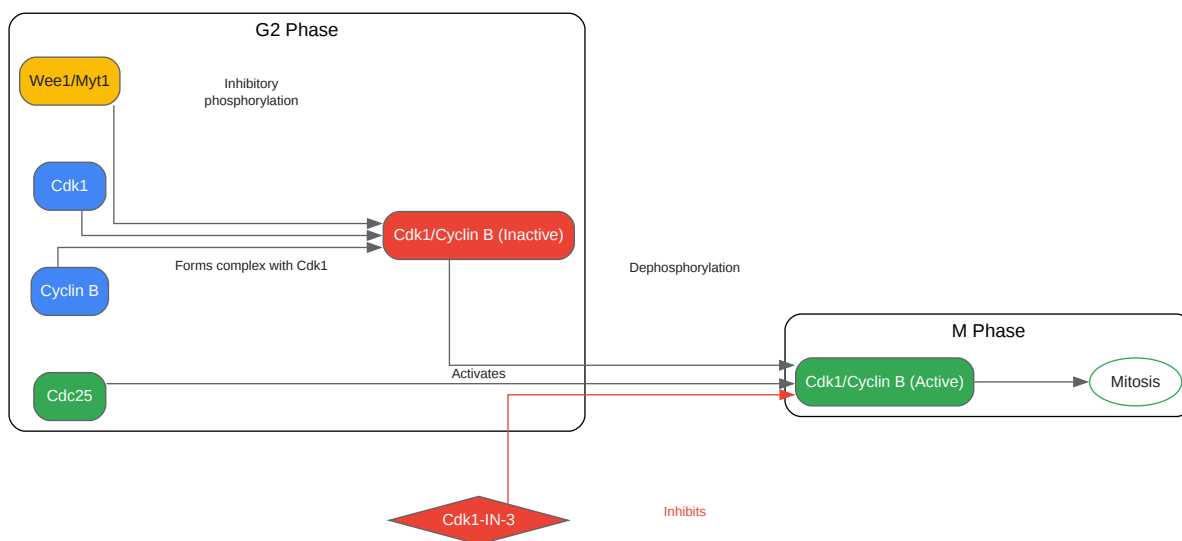 G2 Phase
Wee1/Myt1
Inhibitory
phosphorylation
Cdk1
Cdk1/Cyclin B (Inactive)
Forms complex with Cdk1
Cyclin B
Dephosphorylation
M Phase
Activates
Cdk1/Cyclin B (Active)
Mitosis
Cdc25
Cdk1-IN-3
Inhibits